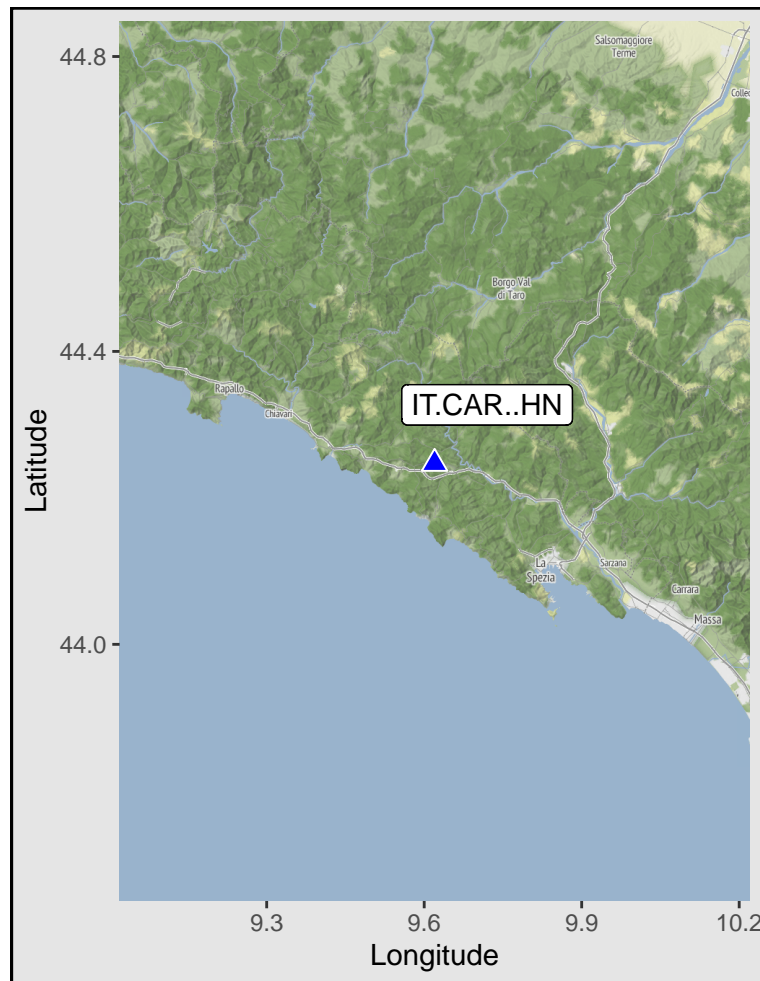 44.8
44.4
44.0
Latitude
Salsomaggiore
Terme
Borgo Val
di Taro
Rapallo
Chiavari
IT.CAR..HN
La
Spezia
Sarzana
Carrara
Massa
9.3
9.6
9.9
10.2
Longitude